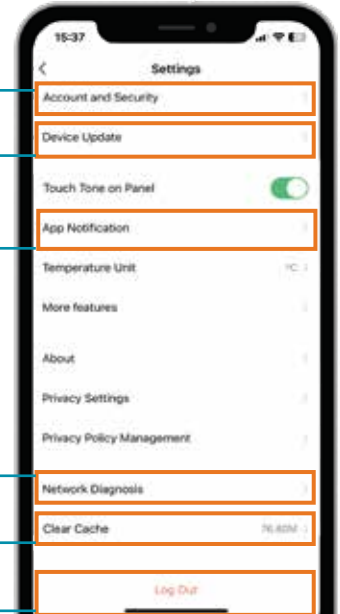 15:37
Settings
Account and Security
Device Update
Touch Tone on Panel
App Notification
Temperature Unit °C
More features
About
Privacy Settings
Privacy Policy Management
Network Diagnosis
Clear Cache 76.80M
Log Out